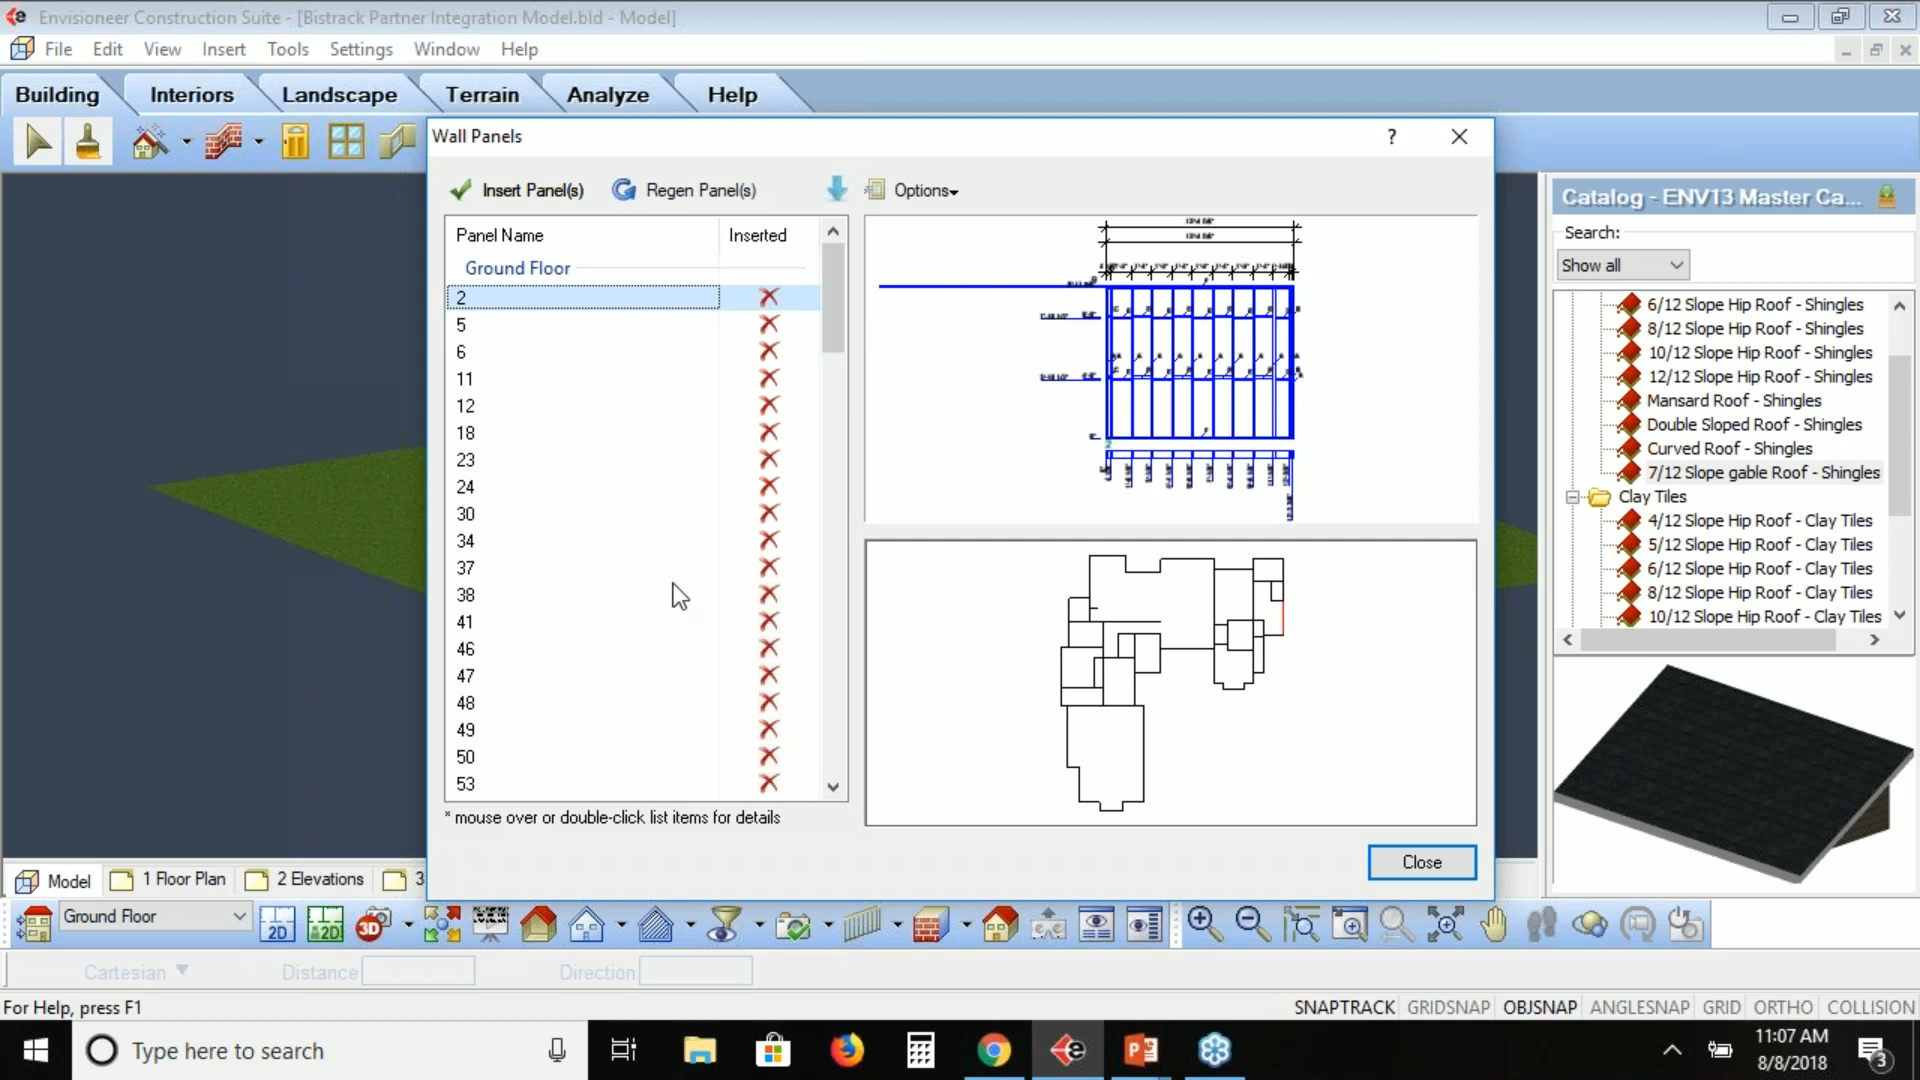 Envisioneer Construction Suite - [Bistrack Partner Integration Model.bld - Model]
File Edit View Insert Tools Settings Window Help
Building Interiors Landscape Terrain Analyze Help
Wall Panels
?
Insert Panel(s) Regen Panel(s) Options
Panel Name Inserted
Ground Floor
2
5
6
11
12
18
23
24
30
34
37
38
41
46
47
48
49
50
53
* mouse over or double-click list items for details
Close
Catalog - ENV13 Master Ca...
Search:
Show all
6/12 Slope Hip Roof - Shingles
8/12 Slope Hip Roof - Shingles
10/12 Slope Hip Roof - Shingles
12/12 Slope Hip Roof - Shingles
Mansard Roof - Shingles
Double Sloped Roof - Shingles
Curved Roof - Shingles
7/12 Slope gable Roof - Shingles
Clay Tiles
4/12 Slope Hip Roof - Clay Tiles
5/12 Slope Hip Roof - Clay Tiles
6/12 Slope Hip Roof - Clay Tiles
8/12 Slope Hip Roof - Clay Tiles
10/12 Slope Hip Roof - Clay Tiles
Model 1 Floor Plan 2 Elevations 3
Ground Floor 2D 2D 3D
Cartesian Distance Direction
For Help, press F1
SNAPTRACK GRIDSNAP OBJSNAP ANGLESNAP GRID ORTHO COLLISION
Type here to search
11:07 AM
8/8/2018
3